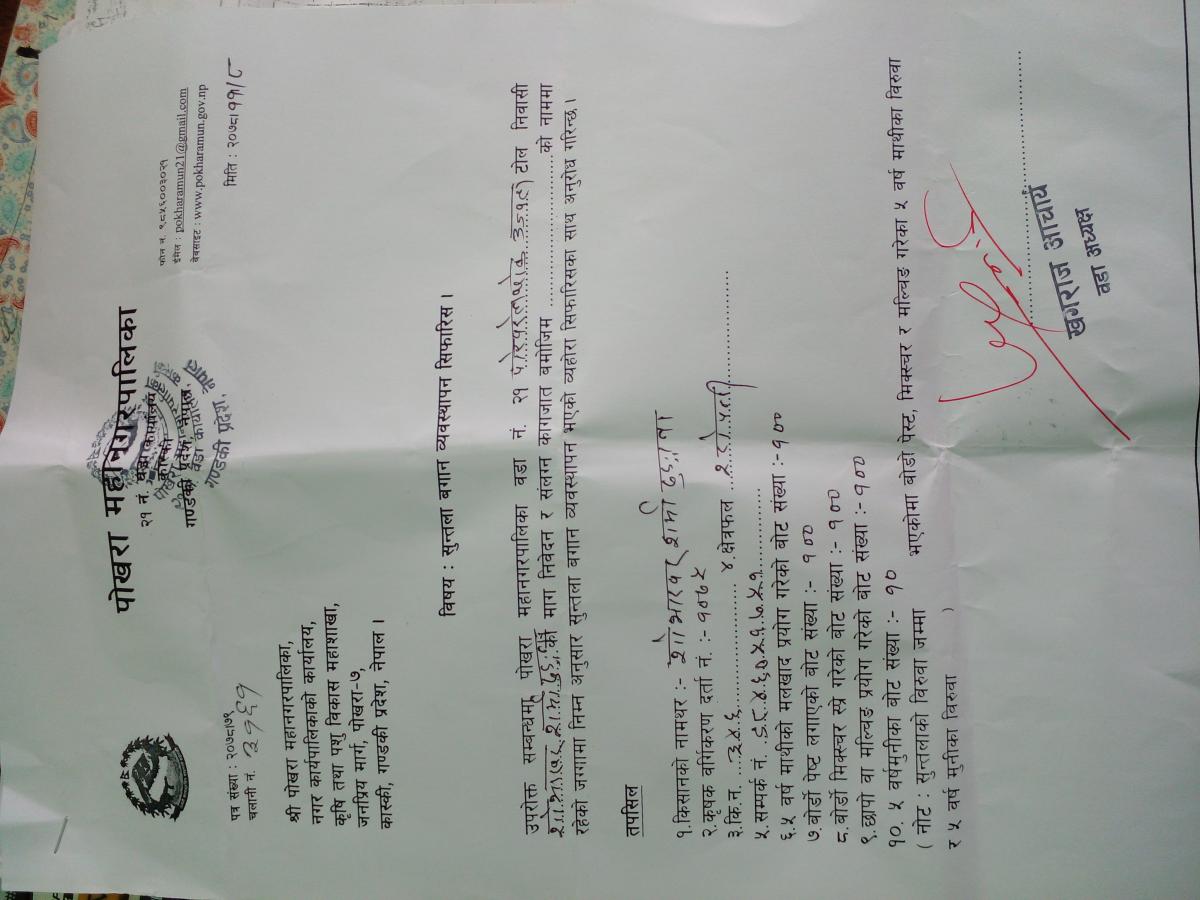 पोखरा महानगरपालिका
२१ नं. वडा कार्यालय
कास्की
गण्डकी प्रदेश, नेपाल
फोन नं. ९८५६००३०२१
ईमेल : pokharamun21@gmail.com
वेबसाइट : www.pokharamun.gov.np
मिति : २०७८।११/८
पत्र संख्या : २०७८।७९
चलानी नं.
श्री पोखरा महानगरपालिका,
नगर कार्यपालिकाको कार्यालय,
कृषि तथा पशु विकास महाशाखा,
जनप्रिय मार्ग, पोखरा-७,
कास्की, गण्डकी प्रदेश, नेपाल ।
विषय : सुन्तला बगान व्यवस्थापन सिफारिस ।
उपरोक्त सम्बन्धमा पोखरा महानगरपालिका वडा नं. २१ टोल निवासी
शर्मा को माग निवेदन र संलग्न कागजात बमोजिम .................... को नाममा
रहेको जग्गामा निम्न अनुसार सुन्तला बगान व्यवस्थापन भएको व्यहोरा सिफारिसका साथ अनुरोध गरिन्छ ।
तपसिल
१.किसानको नामथर :- शर्मा
२.कृषक वर्गिकरण दर्ता नं. :- १०७५
३.कि.न. ३४६ ४.क्षेत्रफल
५.सम्पर्क नं.
६.५ वर्ष माथीको मलखाद प्रयोग गरेको बोट संख्या :- १००
७.बोर्डो पेष्ट लगाएको बोट संख्या :- १००
८.बोर्डो मिक्स्चर स्प्रे गरेको बोट संख्या :- १००
९.छापो वा मल्चिङ प्रयोग गरेको बोट संख्या :- १००
१०. ५ वर्षमुनीका बोट संख्या :- १०
( नोट : सुन्तलाको विरुवा जम्मा भएकोमा बोर्डो पेस्ट, मिक्स्चर र मल्चिङ गरेका ५ वर्ष माथीका विरुवा
र ५ वर्ष मुनीका विरुवा )
खगराज आचार्य
वडा अध्यक्ष